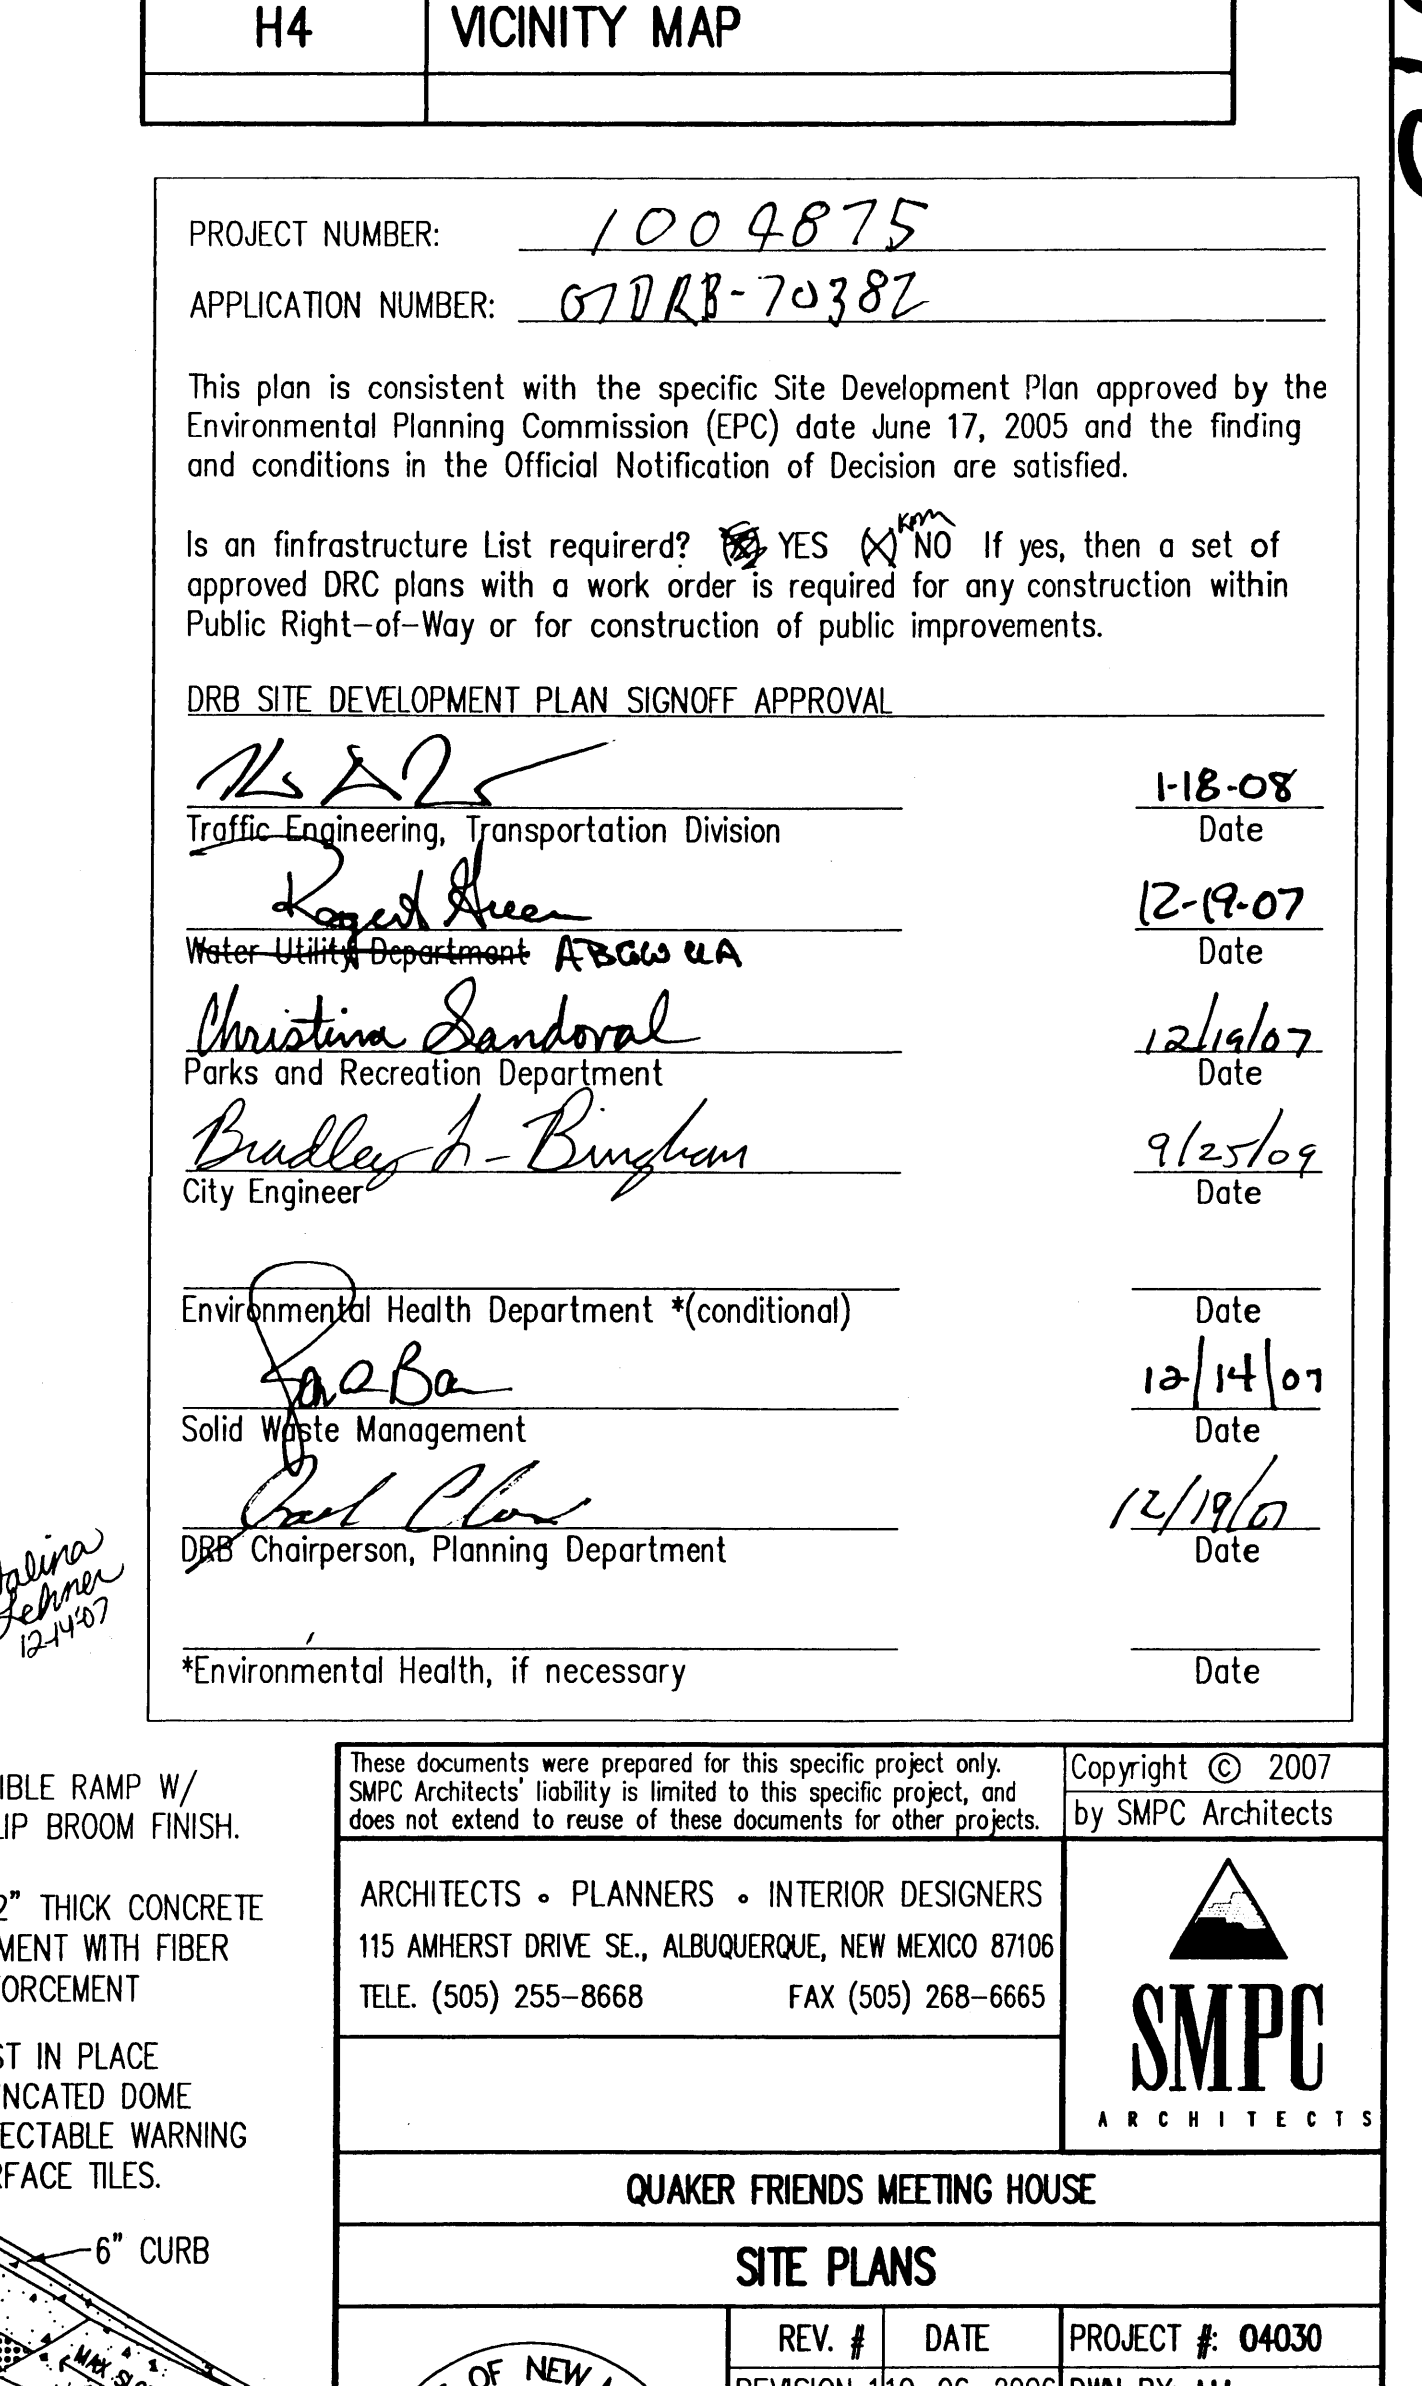 H4 VICINITY MAP
PROJECT NUMBER: 1004875
APPLICATION NUMBER: 07DRB-70382
This plan is consistent with the specific Site Development Plan approved by the
Environmental Planning Commission (EPC) date June 17, 2005 and the finding
and conditions in the Official Notification of Decision are satisfied.
Is an finfrastructure List requirerd? YES (X) NO If yes, then a set of
approved DRC plans with a work order is required for any construction within
Public Right-of-Way or for construction of public improvements.
DRB SITE DEVELOPMENT PLAN SIGNOFF APPROVAL
1-18-08
Traffic Engineering, Transportation Division Date
Green 12-19-07
Water Utility Department ABCWUA Date
Christina Sandoval 12/19/07
Parks and Recreation Department Date
Bradley L. Bingham 9/25/09
City Engineer Date
Environmental Health Department *(conditional) Date
12/14/07
Solid Waste Management Date
12/19/07
DRB Chairperson, Planning Department Date
*Environmental Health, if necessary Date
alina
Lehner
12-14-07
IBLE RAMP W/
LIP BROOM FINISH.
2" THICK CONCRETE
MENT WITH FIBER
FORCEMENT
ST IN PLACE
NCATED DOME
ECTABLE WARNING
RFACE TILES.
6" CURB
MAX
These documents were prepared for this specific project only.
SMPC Architects' liability is limited to this specific project, and
does not extend to reuse of these documents for other projects.
Copyright © 2007
by SMPC Architects
ARCHITECTS • PLANNERS • INTERIOR DESIGNERS
115 AMHERST DRIVE SE., ALBUQUERQUE, NEW MEXICO 87106
TELE. (505) 255-8668 FAX (505) 268-6665
SMPC
ARCHITECTS
QUAKER FRIENDS MEETING HOUSE
SITE PLANS
OF NEW
REV. # DATE PROJECT #: 04030
REVISION 1